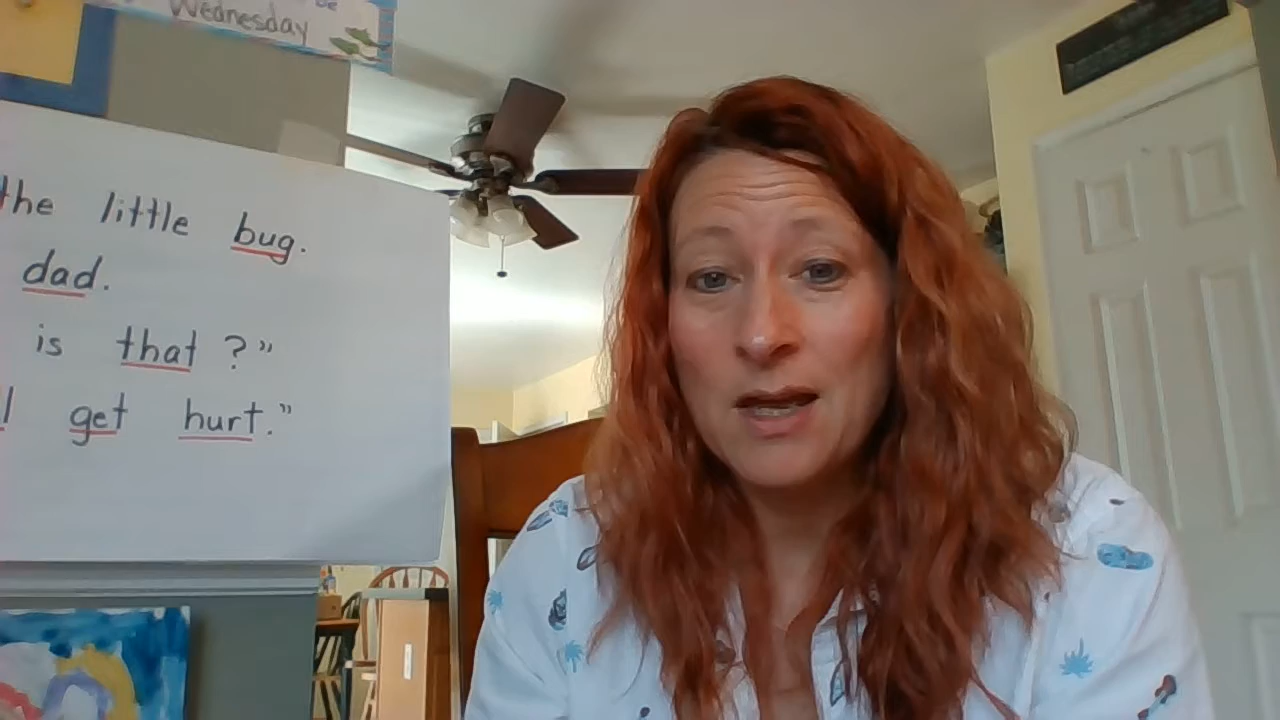 Wednesday
the little bug.
dad.
is that ?"
get hurt."